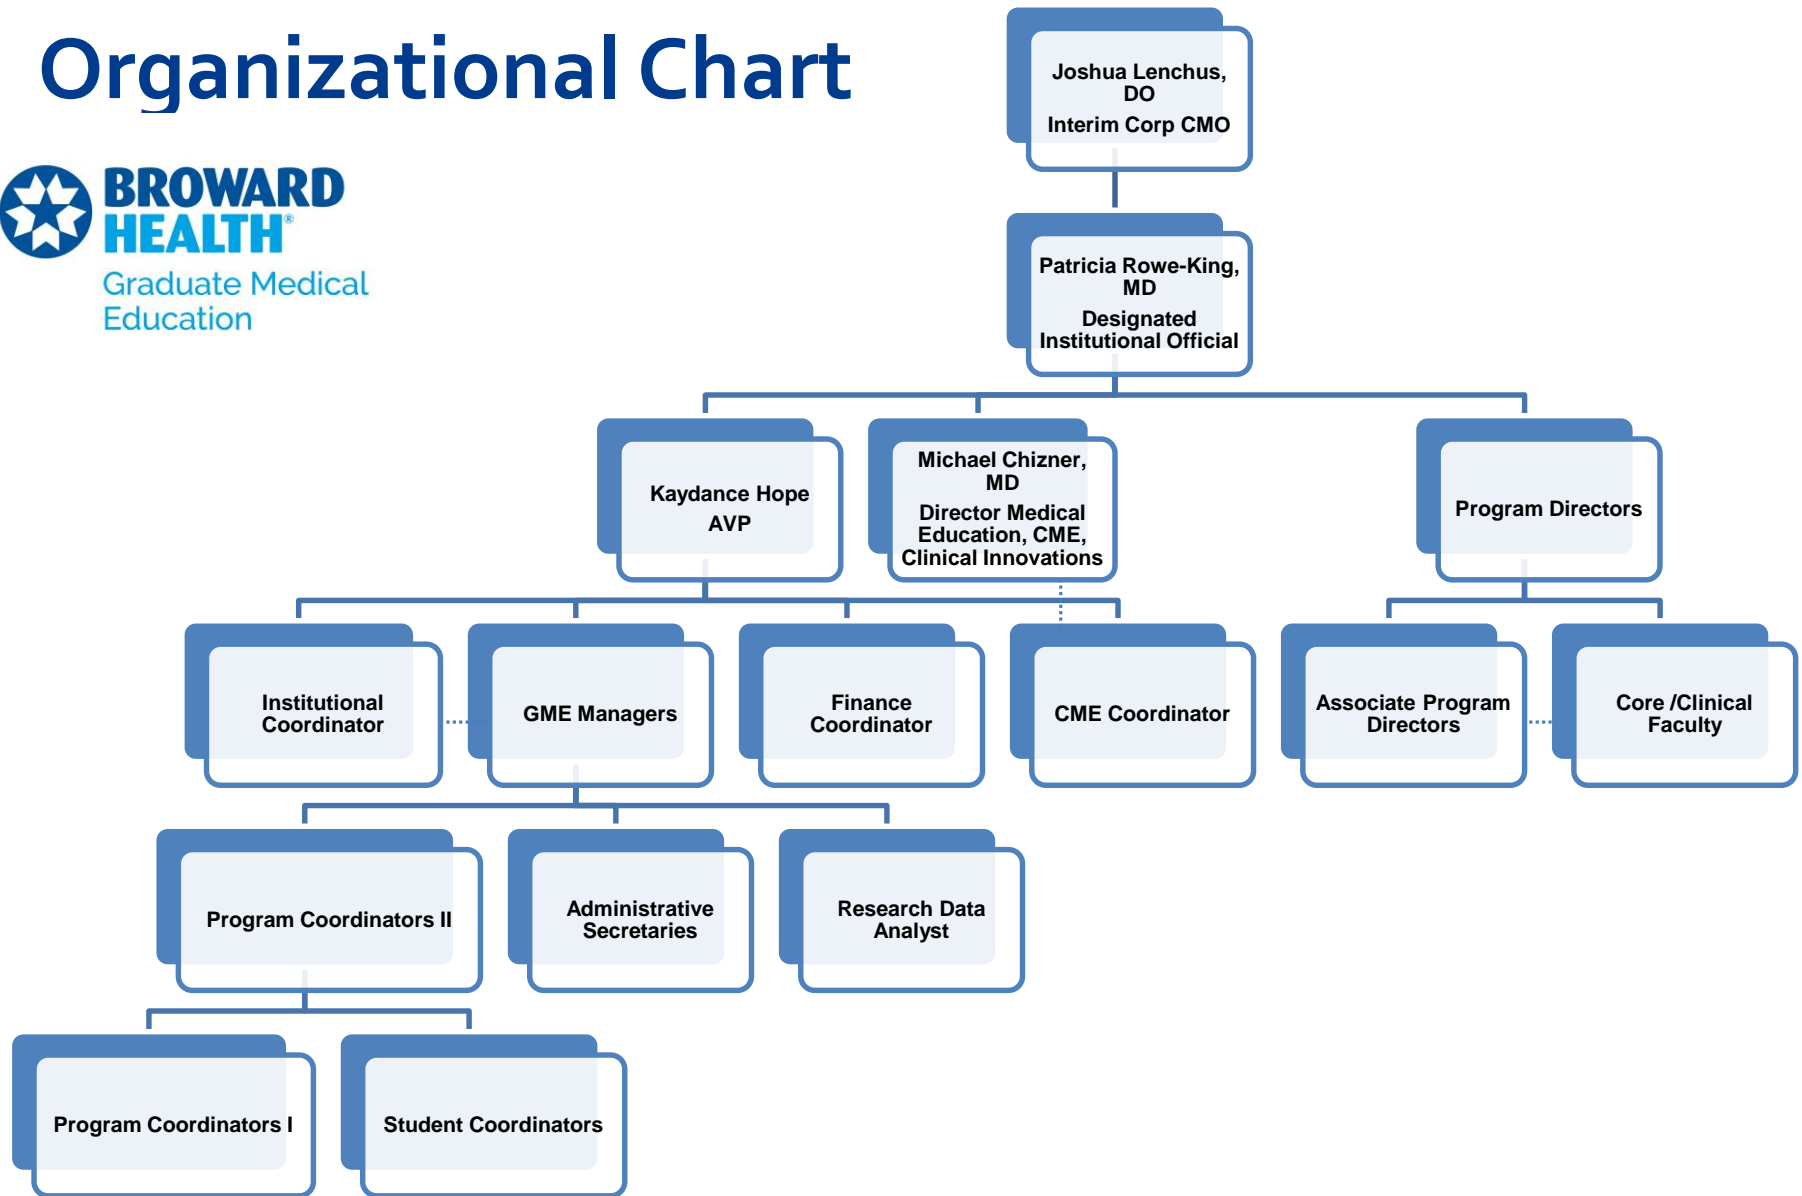 Organizational Chart
BROWARD
HEALTH®
Graduate Medical
Education
Joshua Lenchus,
DO
Interim Corp CMO
Patricia Rowe-King,
MD
Designated
Institutional Official
Kaydance Hope
AVP
Michael Chizner,
MD
Director Medical
Education, CME,
Clinical Innovations
Program Directors
Institutional
Coordinator
GME Managers
Finance
Coordinator
CME Coordinator
Associate Program
Directors
Core /Clinical
Faculty
Program Coordinators II
Administrative
Secretaries
Research Data
Analyst
Program Coordinators I
Student Coordinators